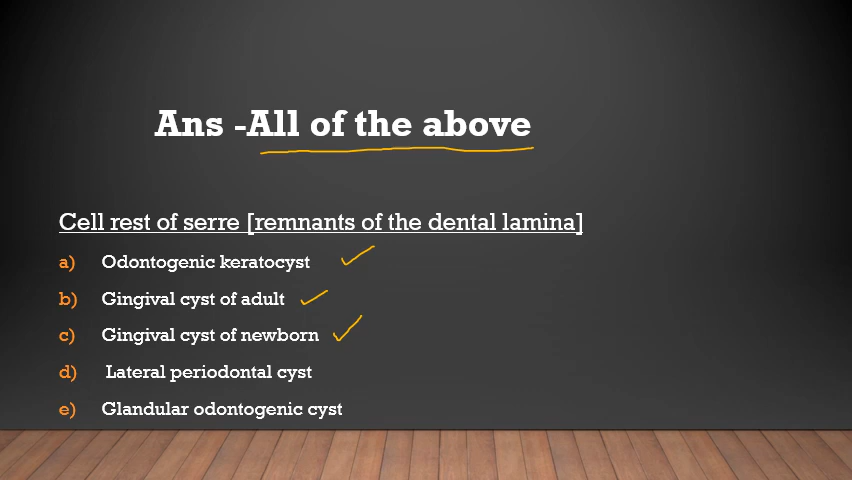 Ans -All of the above
Cell rest of serre [remnants of the dental lamina]
a) Odontogenic keratocyst
b) Gingival cyst of adult
c) Gingival cyst of newborn
d) Lateral periodontal cyst
e) Glandular odontogenic cyst